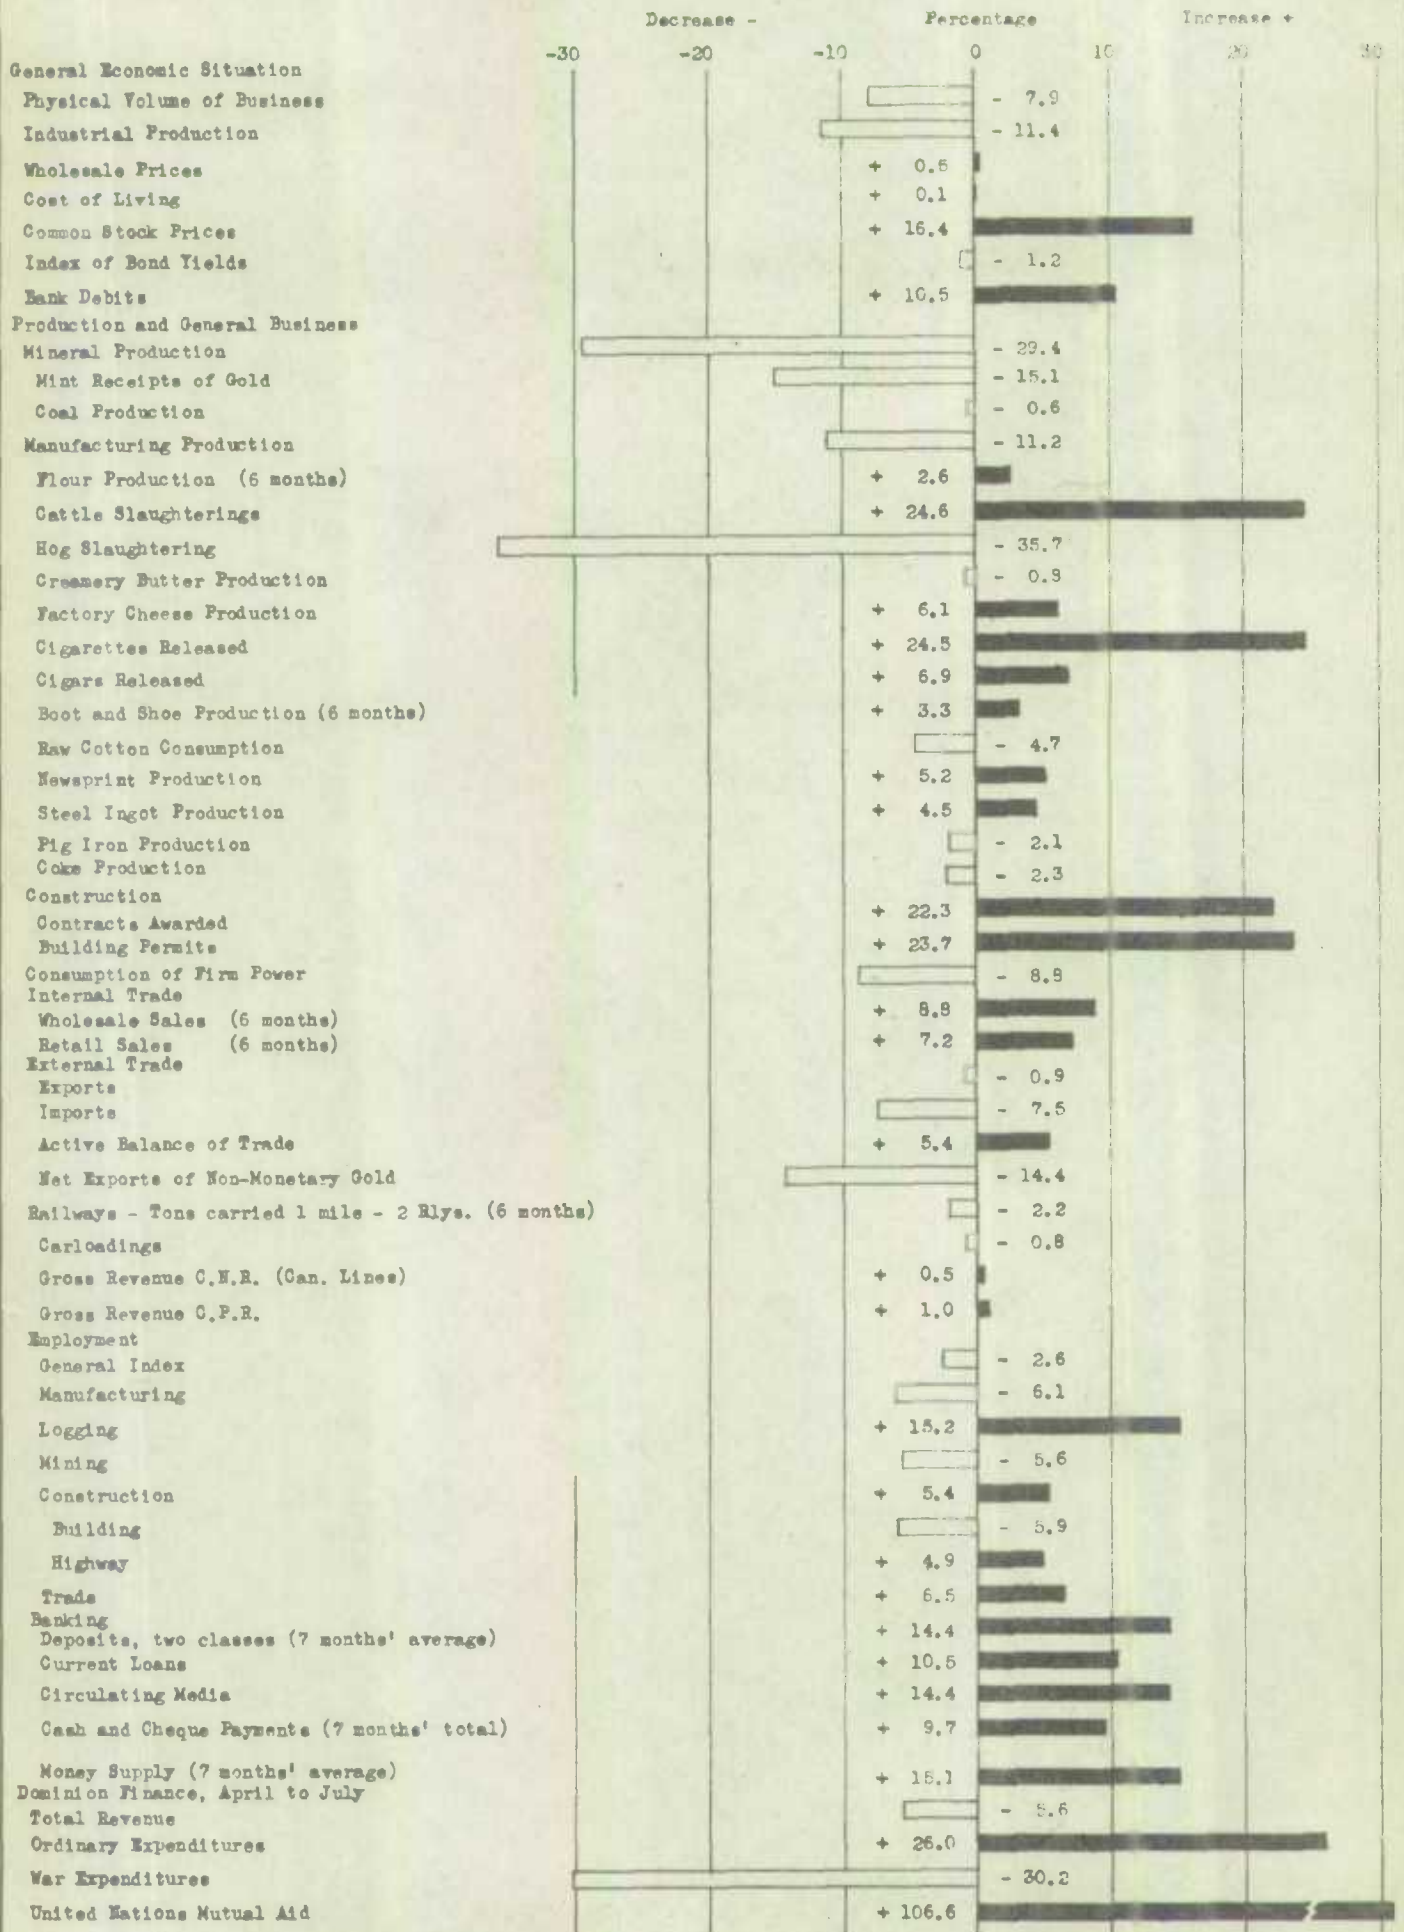 Decrease - Percentage Increase +
-30 -20 -10 0 10 20 30
General Economic Situation
Physical Volume of Business - 7.9
Industrial Production - 11.4
Wholesale Prices + 0.5
Cost of Living + 0.1
Common Stock Prices + 16.4
Index of Bond Yields - 1.2
Bank Debits + 10.5
Production and General Business
Mineral Production - 29.4
Mint Receipts of Gold - 15.1
Coal Production - 0.6
Manufacturing Production - 11.2
Flour Production (6 months) + 2.6
Cattle Slaughterings + 24.6
Hog Slaughtering - 35.7
Creamery Butter Production - 0.9
Factory Cheese Production + 6.1
Cigarettes Released + 24.5
Cigars Released + 6.9
Boot and Shoe Production (6 months) + 3.3
Raw Cotton Consumption - 4.7
Newsprint Production + 5.2
Steel Ingot Production + 4.5
Pig Iron Production - 2.1
Coke Production - 2.3
Construction
Contracts Awarded + 22.3
Building Permits + 23.7
Consumption of Firm Power - 8.8
Internal Trade
Wholesale Sales (6 months) + 8.8
Retail Sales (6 months) + 7.2
External Trade
Exports - 0.9
Imports - 7.5
Active Balance of Trade + 5.4
Net Exports of Non-Monetary Gold - 14.4
Railways - Tons carried 1 mile - 2 Rlys. (6 months) - 2.2
Carloadings - 0.8
Gross Revenue C.N.R. (Can. Lines) + 0.5
Gross Revenue C.P.R. + 1.0
Employment
General Index - 2.6
Manufacturing - 6.1
Logging + 15.2
Mining - 5.6
Construction + 5.4
Building - 5.9
Highway + 4.9
Trade + 6.5
Banking
Deposits, two classes (7 months' average) + 14.4
Current Loans + 10.5
Circulating Media + 14.4
Cash and Cheque Payments (7 months' total) + 9.7
Money Supply (7 months' average) + 15.1
Dominion Finance, April to July
Total Revenue - 5.6
Ordinary Expenditures + 26.0
War Expenditures - 30.2
United Nations Mutual Aid + 106.6